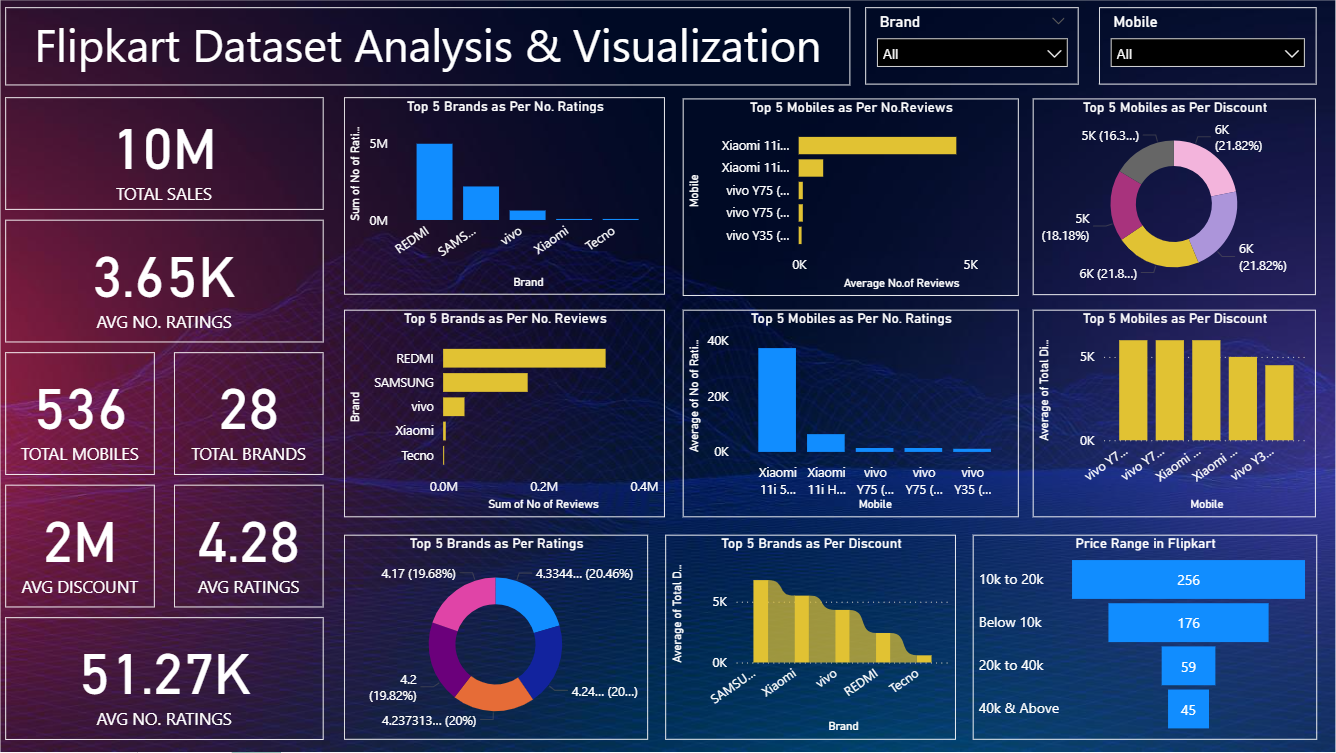 Flipkart Dataset Analysis & Visualization
Brand
All
Mobile
All
10M
TOTAL SALES
3.65K
AVG NO. RATINGS
536
TOTAL MOBILES
28
TOTAL BRANDS
2M
AVG DISCOUNT
4.28
AVG RATINGS
51.27K
AVG NO. RATINGS
Top 5 Brands as Per No. Ratings
Sum of No of Rati...
5M
0M
REDMI
SAMS...
vivo
Xiaomi
Tecno
Brand
Top 5 Mobiles as Per No.Reviews
Mobile
Xiaomi 11i...
Xiaomi 11i...
vivo Y75 (...
vivo Y75 (...
vivo Y35 (...
0K
5K
Average No.of Reviews
Top 5 Mobiles as Per Discount
5K (16.3...)
6K
(21.82%)
5K
(18.18%)
6K
(21.82%)
6K (21.8...)
Top 5 Brands as Per No. Reviews
Brand
REDMI
SAMSUNG
vivo
Xiaomi
Tecno
0.0M
0.2M
0.4M
Sum of No of Reviews
Top 5 Mobiles as Per No. Ratings
Average of No of Rati...
40K
20K
0K
Xiaomi
11i 5...
Xiaomi
11i H...
vivo
Y75 (...
vivo
Y75 (...
vivo
Y35 (...
Mobile
Top 5 Mobiles as Per Discount
Average of Total Di...
5K
0K
vivo Y7...
vivo Y7...
Xiaomi ...
Xiaomi ...
vivo Y3...
Mobile
Top 5 Brands as Per Ratings
4.17 (19.68%)
4.3344... (20.46%)
4.2
(19.82%)
4.24... (20...)
4.237313... (20%)
Top 5 Brands as Per Discount
Average of Total D...
5K
0K
SAMSU...
Xiaomi
vivo
REDMI
Tecno
Brand
Price Range in Flipkart
10k to 20k
256
Below 10k
176
20k to 40k
59
40k & Above
45